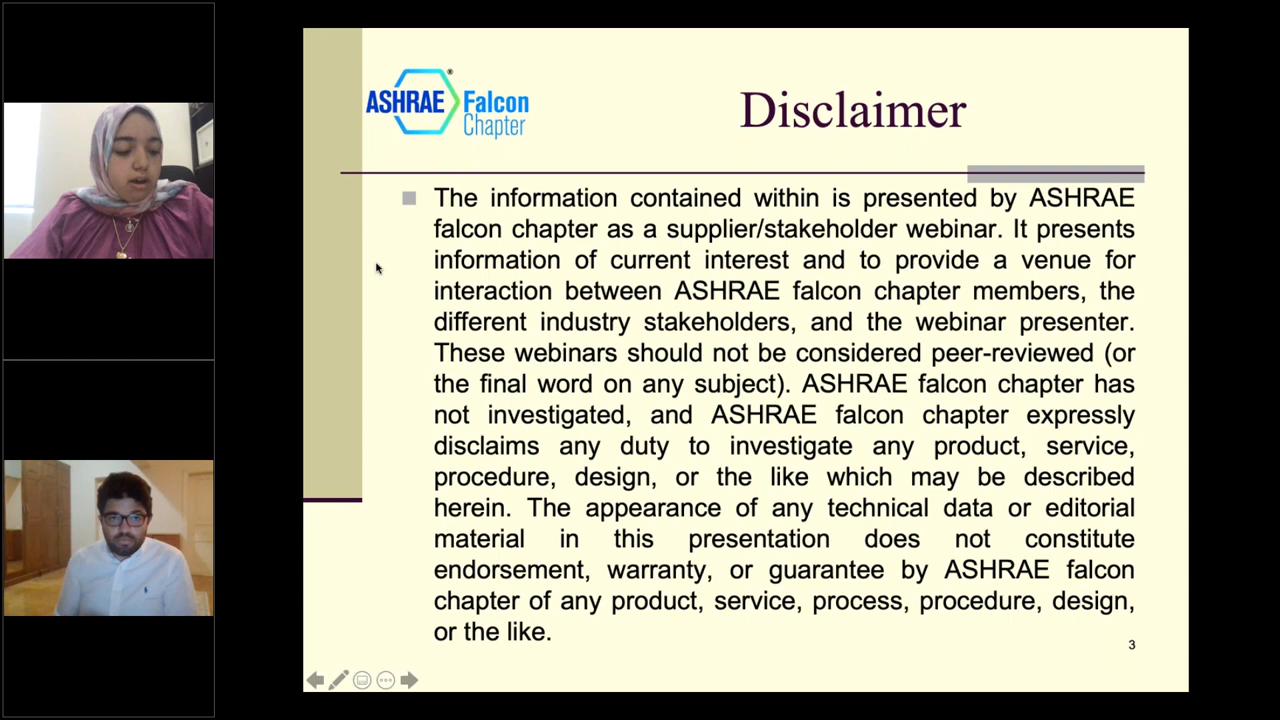 ASHRAE Falcon
Chapter
Disclaimer
The information contained within is presented by ASHRAE
falcon chapter as a supplier/stakeholder webinar. It presents
information of current interest and to provide a venue for
interaction between ASHRAE falcon chapter members, the
different industry stakeholders, and the webinar presenter.
These webinars should not be considered peer-reviewed (or
the final word on any subject). ASHRAE falcon chapter has
not investigated, and ASHRAE falcon chapter expressly
disclaims any duty to investigate any product, service,
procedure, design, or the like which may be described
herein. The appearance of any technical data or editorial
material in this presentation does not constitute
endorsement, warranty, or guarantee by ASHRAE falcon
chapter of any product, service, process, procedure, design,
or the like.
3